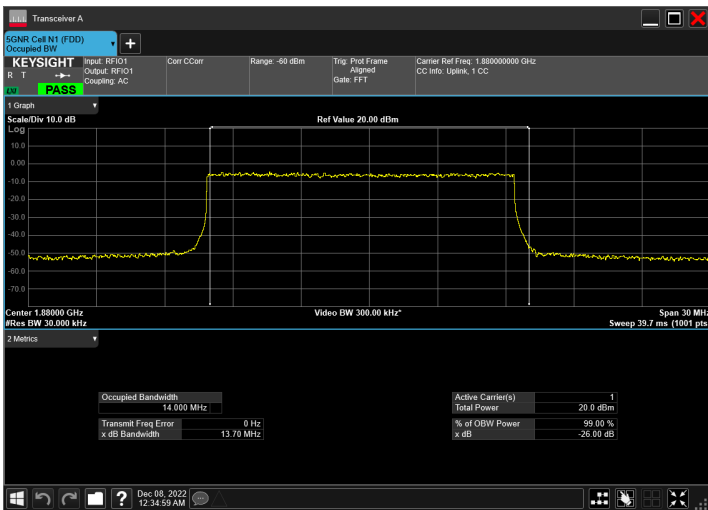 Transceiver A
5GNR Cell N1 (FDD)
Occupied BW
KEYSIGHT
R T
PASS
Input: RFIO1
Output: RFIO1
Coupling: AC
Corr CCorr
Range: -60 dBm
Trig: Prot Frame
Aligned
Gate: FFT
Carrier Ref Freq: 1.880000000 GHz
CC Info: Uplink, 1 CC
1 Graph
Scale/Div 10.0 dB
Ref Value 20.00 dBm
Log
10.0
0.00
-10.0
-20.0
-30.0
-40.0
-50.0
-60.0
-70.0
Center 1.88000 GHz
Video BW 300.00 kHz*
Span 30 MHz
#Res BW 30.000 kHz
Sweep 39.7 ms (1001 pts
2 Metrics
Occupied Bandwidth
14.000 MHz
Transmit Freq Error 0 Hz
x dB Bandwidth 13.70 MHz
Active Carrier(s) 1
Total Power 20.0 dBm
% of OBW Power 99.00 %
x dB -26.00 dB
Dec 08, 2022
12:34:59 AM